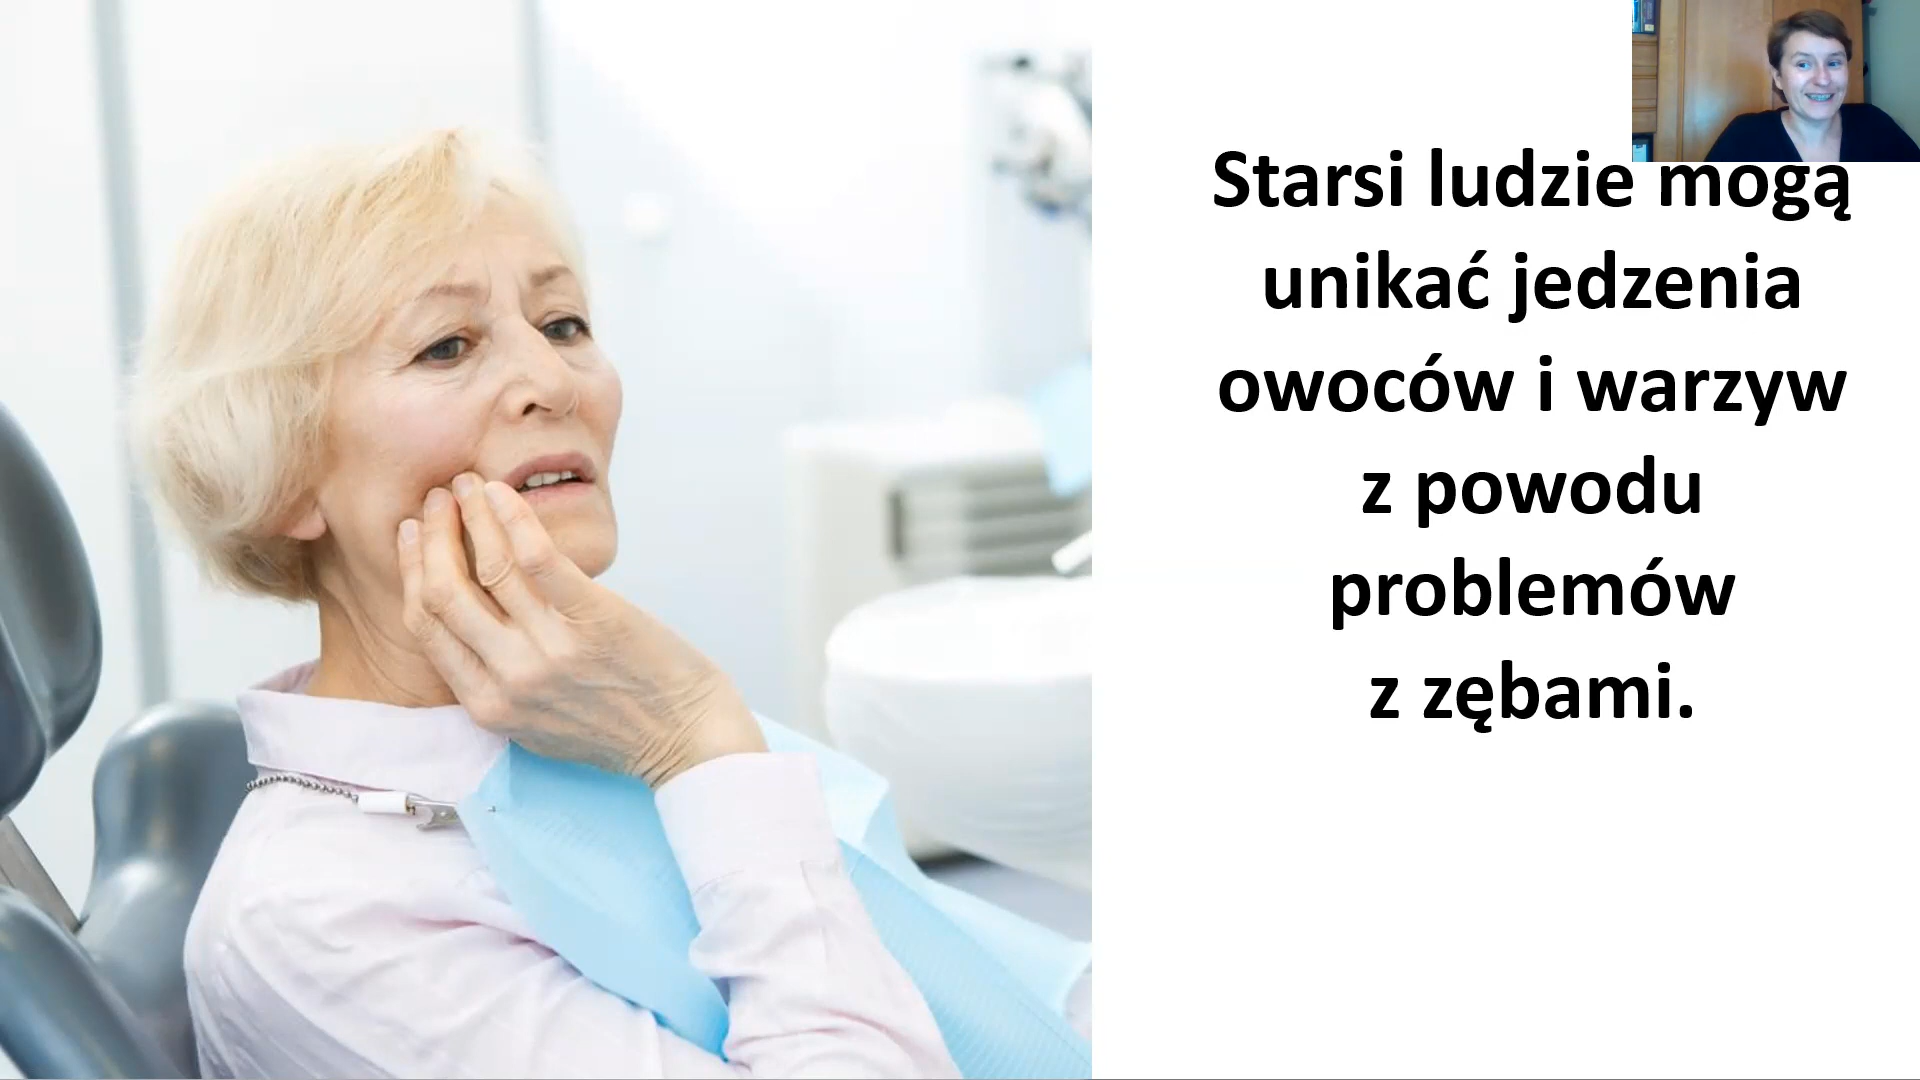 Starsi ludzie mogą
unikać jedzenia
owoców i warzyw
z powodu
problemów
z zębami.